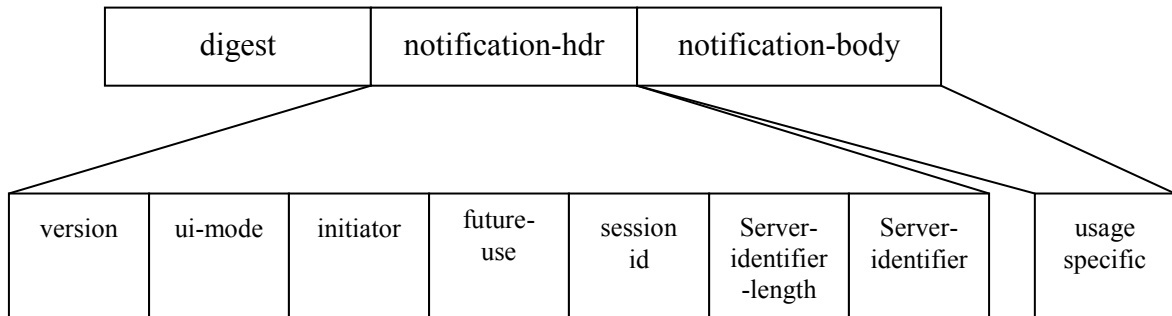 digest
notification-hdr
notification-body
version
ui-mode
initiator
future-
use
session
id
Server-
identifier
-length
Server-
identifier
usage
specific